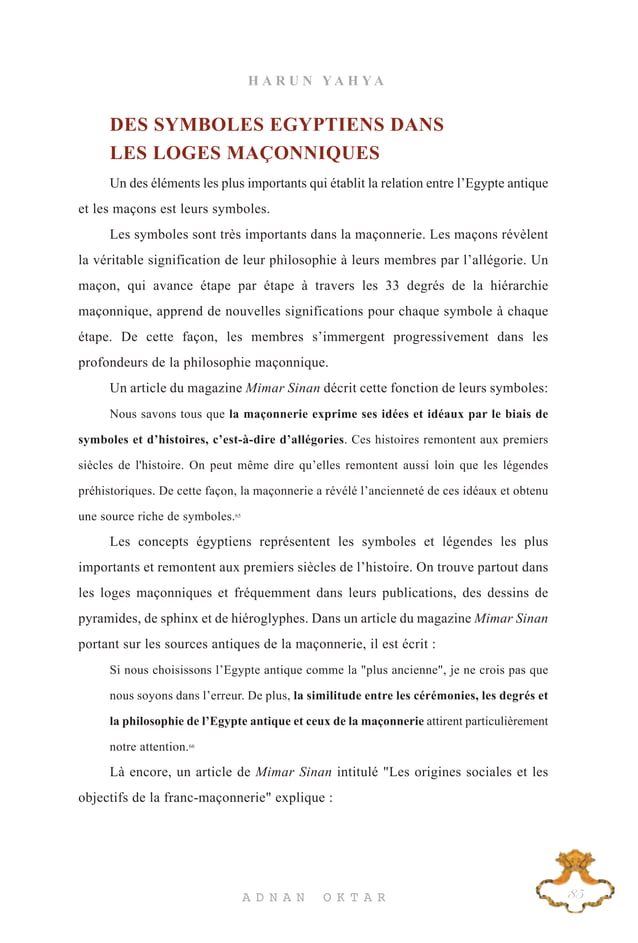 HARUN YAHYA
DES SYMBOLES EGYPTIENS DANS
LES LOGES MAÇONNIQUES
Un des éléments les plus importants qui établit la relation entre l’Egypte antique
et les maçons est leurs symboles.
Les symboles sont très importants dans la maçonnerie. Les maçons révèlent
la véritable signification de leur philosophie à leurs membres par l’allégorie. Un
maçon, qui avance étape par étape à travers les 33 degrés de la hiérarchie
maçonnique, apprend de nouvelles significations pour chaque symbole à chaque
étape. De cette façon, les membres s’immergent progressivement dans les
profondeurs de la philosophie maçonnique.
Un article du magazine Mimar Sinan décrit cette fonction de leurs symboles:
Nous savons tous que la maçonnerie exprime ses idées et idéaux par le biais de
symboles et d’histoires, c’est-à-dire d’allégories. Ces histoires remontent aux premiers
siècles de l'histoire. On peut même dire qu’elles remontent aussi loin que les légendes
préhistoriques. De cette façon, la maçonnerie a révélé l’ancienneté de ces idéaux et obtenu
une source riche de symboles.65
Les concepts égyptiens représentent les symboles et légendes les plus
importants et remontent aux premiers siècles de l’histoire. On trouve partout dans
les loges maçonniques et fréquemment dans leurs publications, des dessins de
pyramides, de sphinx et de hiéroglyphes. Dans un article du magazine Mimar Sinan
portant sur les sources antiques de la maçonnerie, il est écrit :
Si nous choisissons l’Egypte antique comme la "plus ancienne", je ne crois pas que
nous soyons dans l’erreur. De plus, la similitude entre les cérémonies, les degrés et
la philosophie de l’Egypte antique et ceux de la maçonnerie attirent particulièrement
notre attention.66
Là encore, un article de Mimar Sinan intitulé "Les origines sociales et les
objectifs de la franc-maçonnerie" explique :
85
ADNAN OKTAR